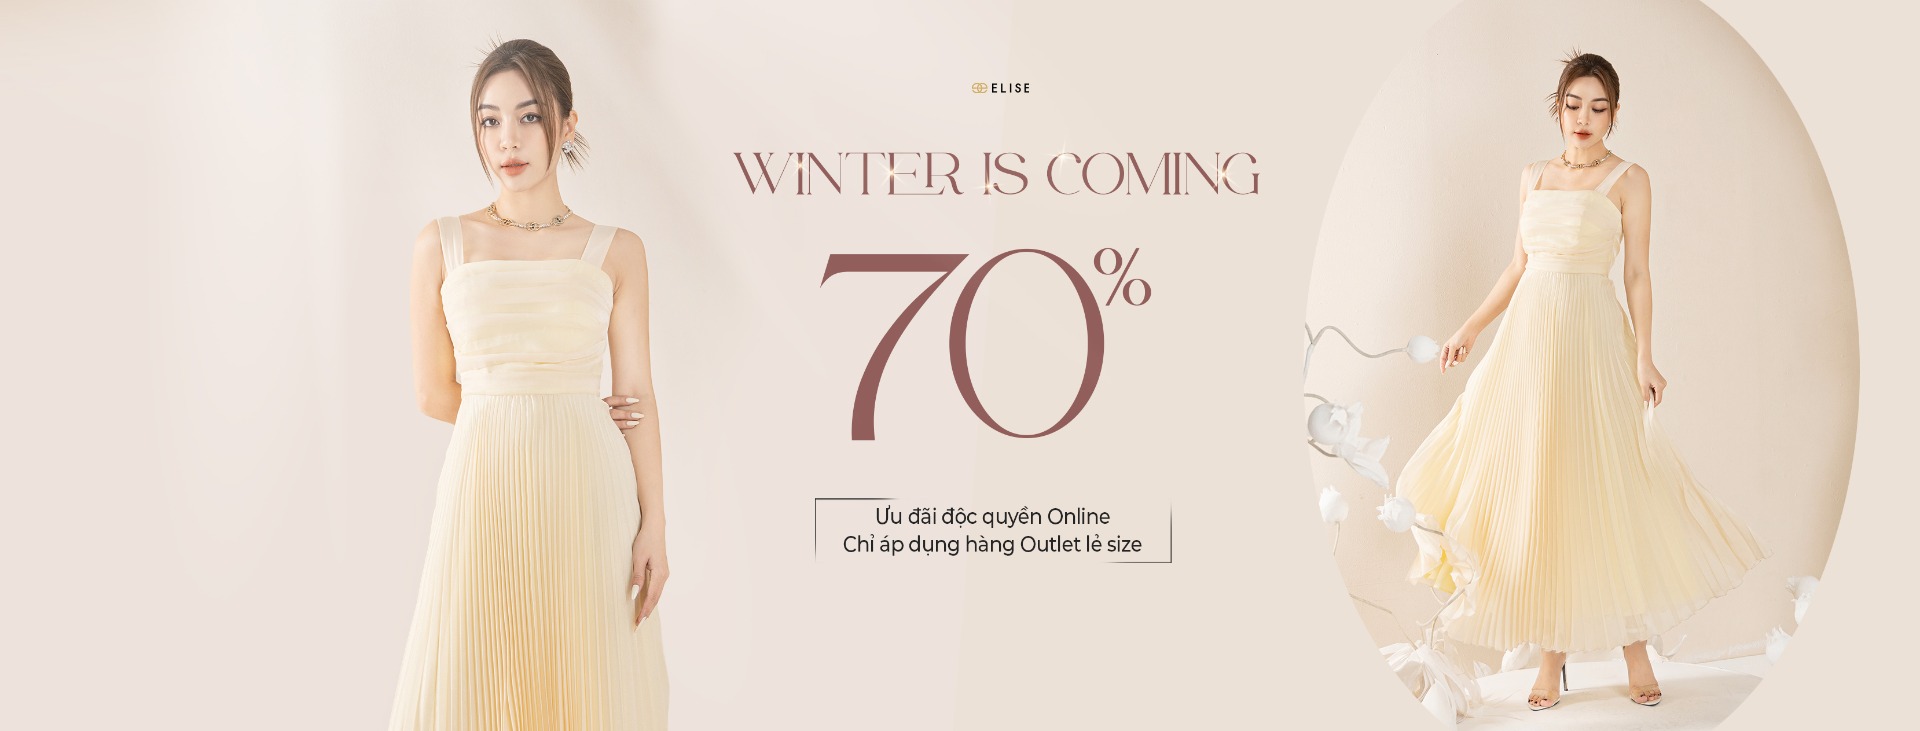 ELISE
WINTER IS COMING
70%
Ưu đãi độc quyền Online
Chỉ áp dụng hàng Outlet lẻ size